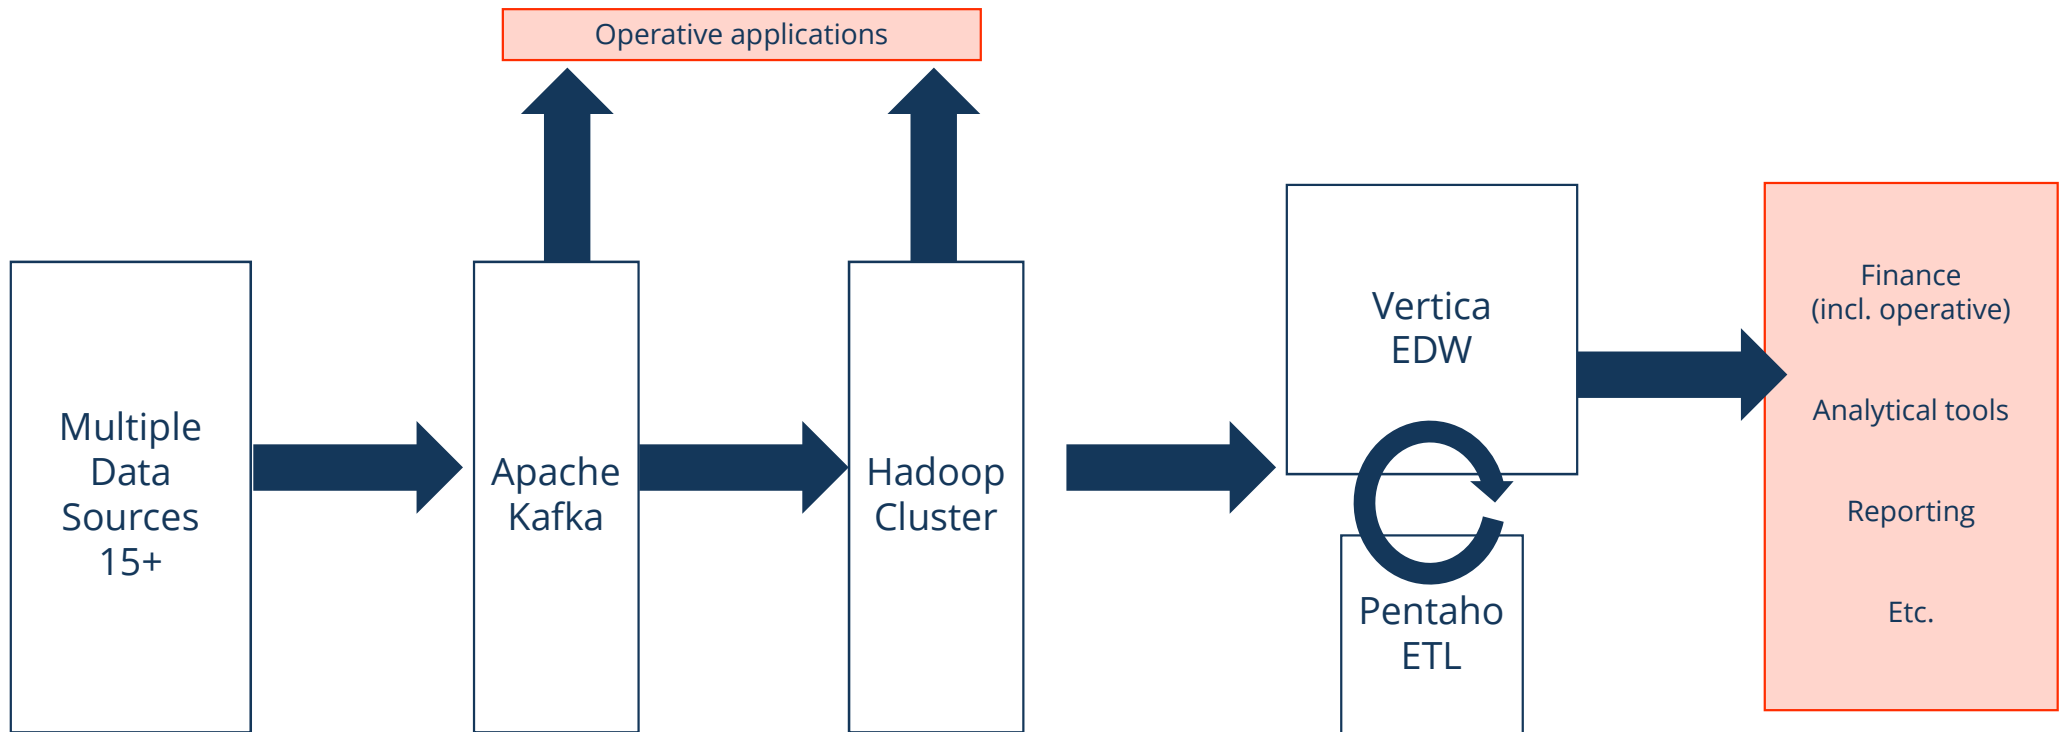 Operative applications
Multiple
Data
Sources
15+
Apache
Kafka
Hadoop
Cluster
Vertica
EDW
Pentaho
ETL
Finance
(incl. operative)
Analytical tools
Reporting
Etc.